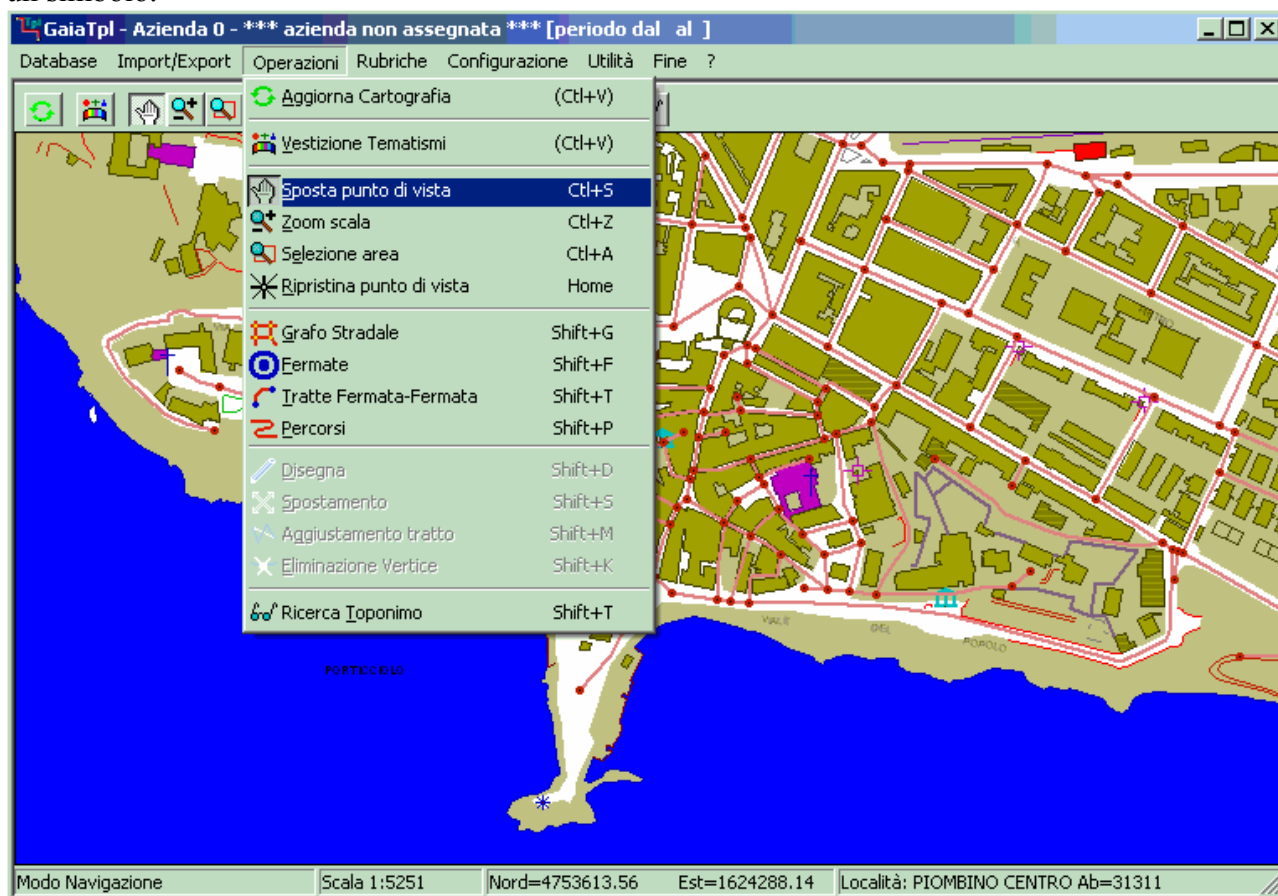 un simbolo.
GaiaTpl - Azienda 0 - *** azienda non assegnata *** [periodo dal al ]
Database Import/Export Operazioni Rubriche Configurazione Utilità Fine ?
Aggiorna Cartografia (Ctl+V)
Vestizione Tematismi (Ctl+V)
Sposta punto di vista Ctl+S
Zoom scala Ctl+Z
Selezione area Ctl+A
Ripristina punto di vista Home
Grafo Stradale Shift+G
Fermate Shift+F
Tratte Fermata-Fermata Shift+T
Percorsi Shift+P
Disegna Shift+D
Spostamento Shift+S
Aggiustamento tratto Shift+M
Eliminazione Vertice Shift+K
Ricerca Toponimo Shift+T
VIALE DEL POPOLO
PORTICCIOLO
Modo Navigazione Scala 1:5251 Nord=4753613.56 Est=1624288.14 Località: PIOMBINO CENTRO Ab=31311